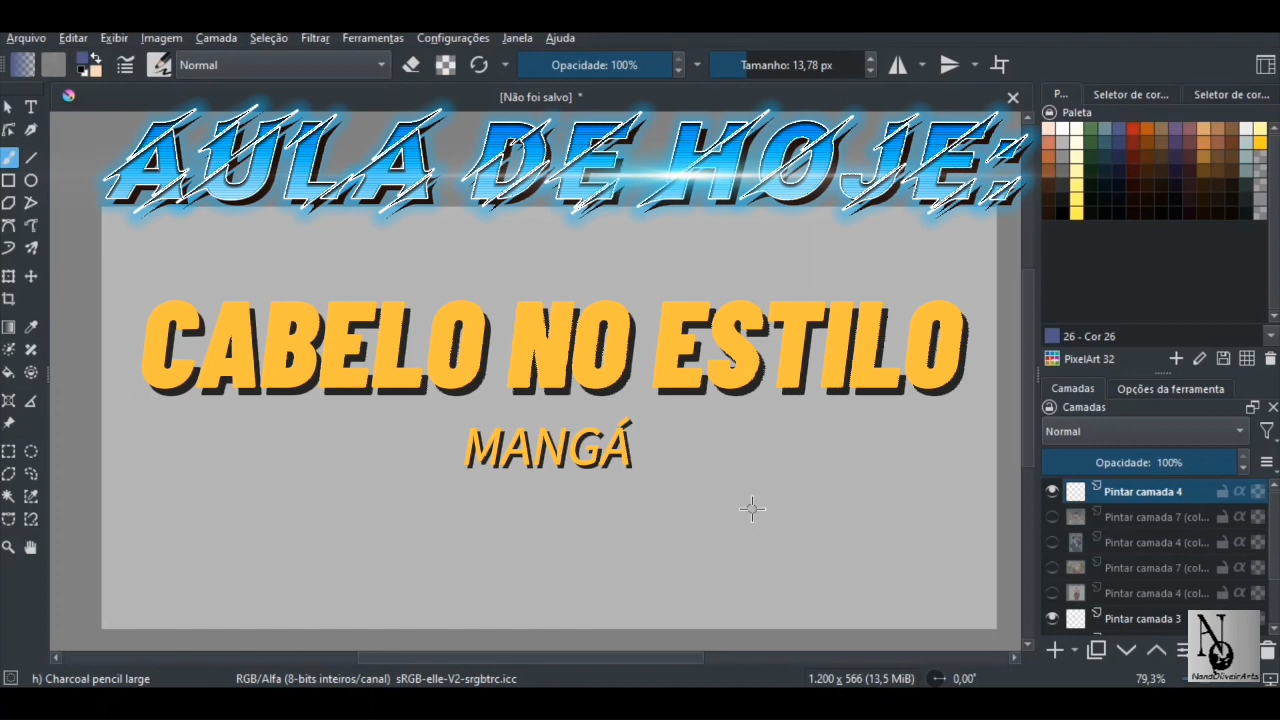 Arquivo Editar Exibir Imagem Camada Seleção Filtrar Ferramentas Configurações Janela Ajuda
Normal
Opacidade: 100%
Tamanho: 13,78 px
[Não foi salvo] *
P...
Seletor de cor...
Seletor de cor...
Paleta
AULA DE HOJE:
CABELO NO ESTILO
MANGÁ
26 - Cor 26
PixelArt 32
Camadas
Opções da ferramenta
Camadas
Normal
Opacidade: 100%
Pintar camada 4
Pintar camada 7 (col...
Pintar camada 4 (col...
Pintar camada 7 (col...
Pintar camada 4 (col...
Pintar camada 3
NandOliveirArts
h) Charcoal pencil large
RGB/Alfa (8-bits inteiros/canal) sRGB-elle-V2-srgbtrc.icc
1.200 x 566 (13,5 MiB)
0,00°
79,3%